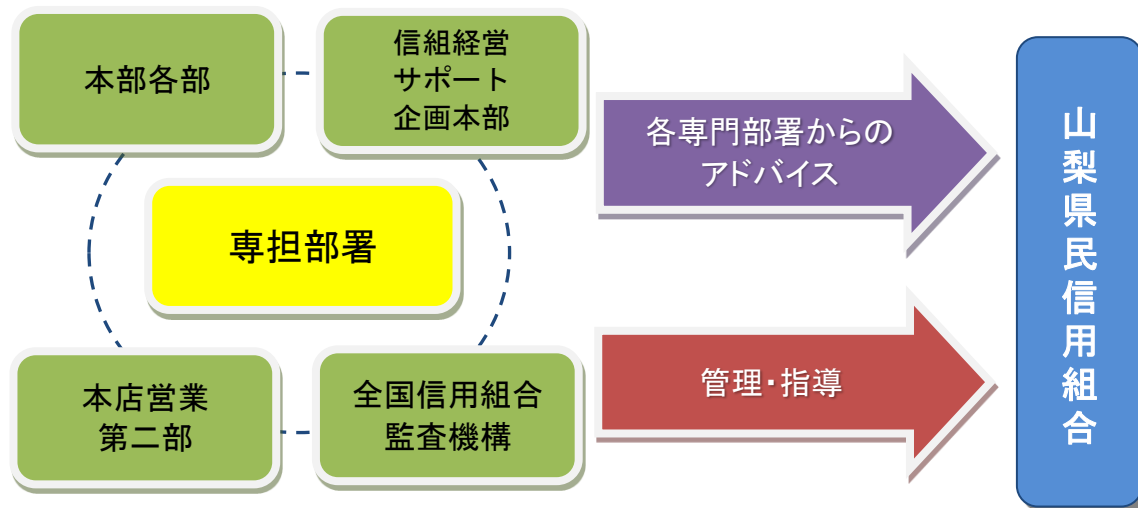 本部各部
信組経営
サポート
企画本部
専担部署
本店営業
第二部
全国信用組合
監査機構
各専門部署からの
アドバイス
管理・指導
山梨県民信用組合